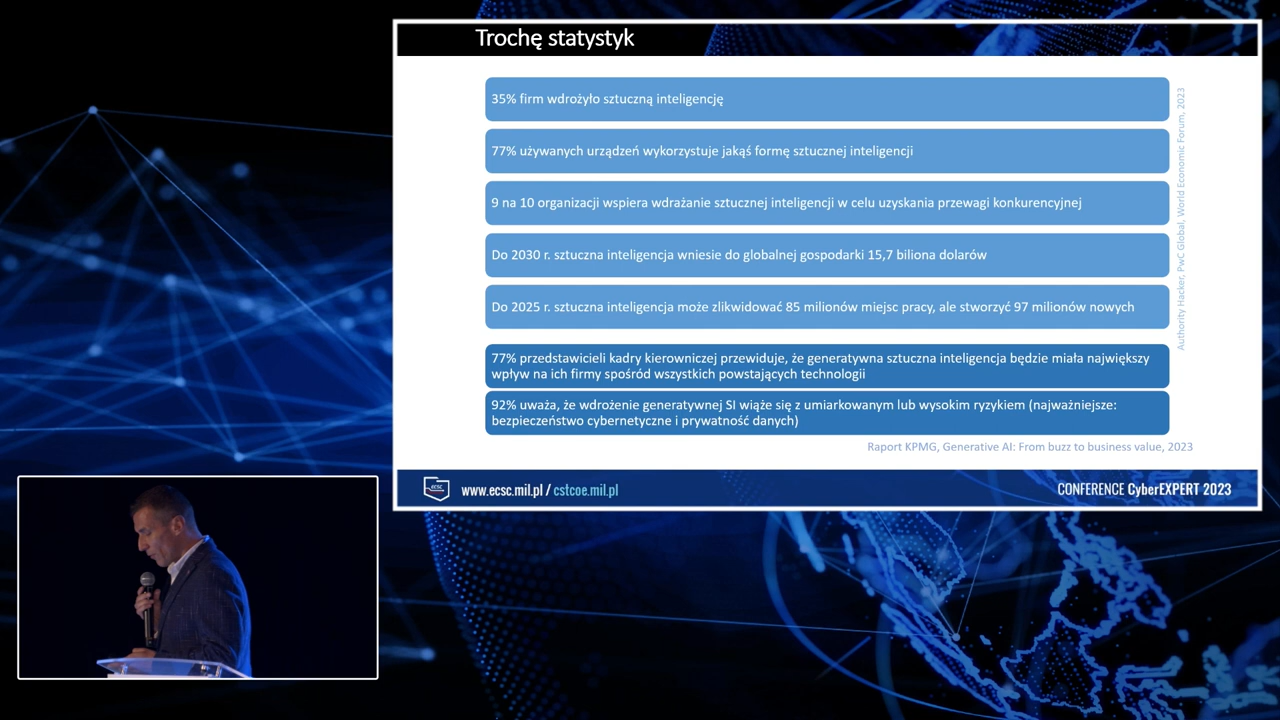 Trochę statystyk
35% firm wdrożyło sztuczną inteligencję
77% używanych urządzeń wykorzystuje jakąś formę sztucznej inteligencji
9 na 10 organizacji wspiera wdrażanie sztucznej inteligencji w celu uzyskania przewagi konkurencyjnej
Do 2030 r. sztuczna inteligencja wniesie do globalnej gospodarki 15,7 biliona dolarów
Do 2025 r. sztuczna inteligencja może zlikwidować 85 milionów miejsc pracy, ale stworzyć 97 milionów nowych
Authority Hacker, PwC Global, World Economic Forum, 2023
77% przedstawicieli kadry kierowniczej przewiduje, że generatywna sztuczna inteligencja będzie miała największy
wpływ na ich firmy spośród wszystkich powstających technologii
92% uważa, że wdrożenie generatywnej SI wiąże się z umiarkowanym lub wysokim ryzykiem (najważniejsze:
bezpieczeństwo cybernetyczne i prywatność danych)
Raport KPMG, Generative AI: From buzz to business value, 2023
ecsc
www.ecsc.mil.pl / cstcoe.mil.pl
CONFERENCE CyberEXPERT 2023